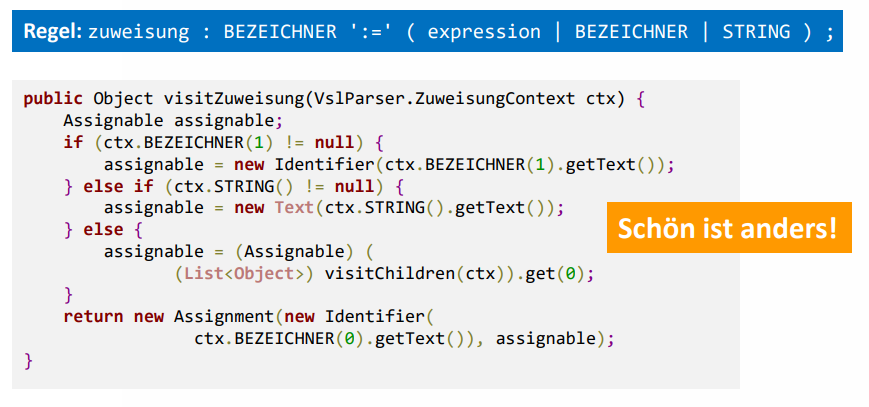 Regel: zuweisung : BEZEICHNER ':=' ( expression | BEZEICHNER | STRING ) ;
public Object visitZuweisung(VslParser.ZuweisungContext ctx) {
    Assignable assignable;
    if (ctx.BEZEICHNER(1) != null) {
        assignable = new Identifier(ctx.BEZEICHNER(1).getText());
    } else if (ctx.STRING() != null) {
        assignable = new Text(ctx.STRING().getText());
    } else {
        assignable = (Assignable) (
               (List<Object>) visitChildren(ctx)).get(0);
    }
    return new Assignment(new Identifier(
                 ctx.BEZEICHNER(0).getText()), assignable);
}
Schön ist anders!